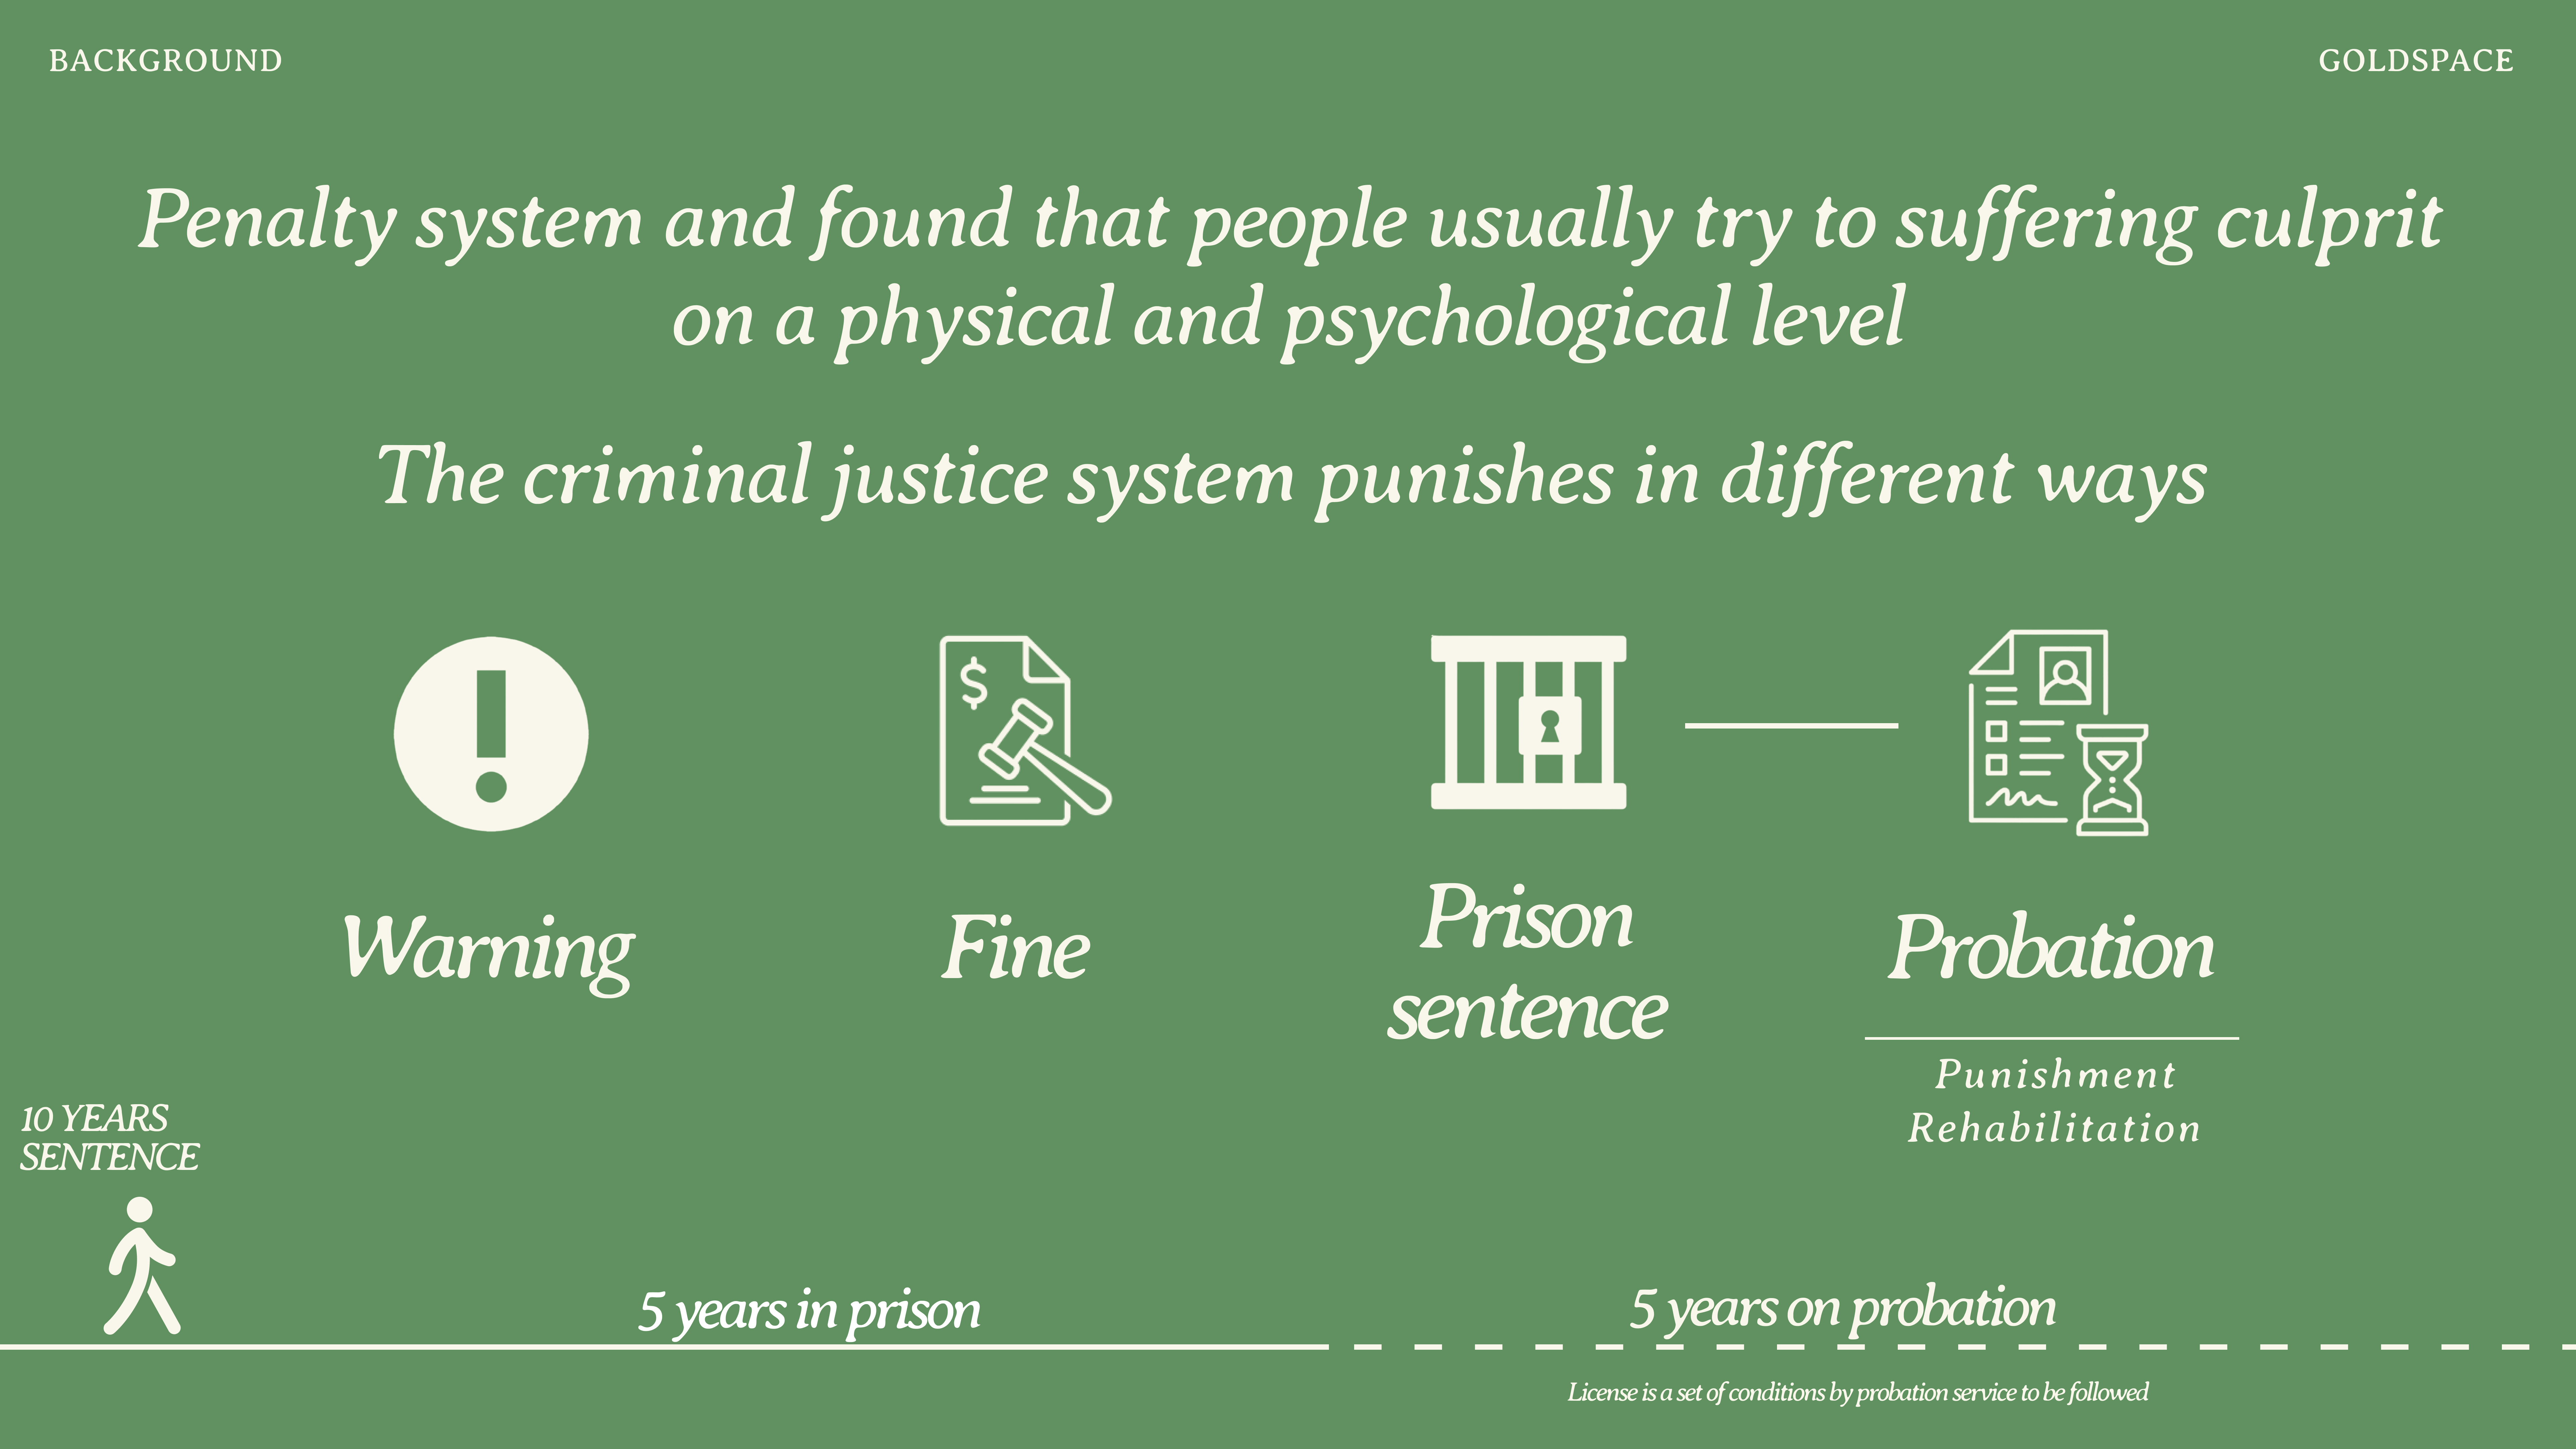 BACKGROUND
GOLDSPACE
Penalty system and found that people usually try to suffering culprit
on a physical and psychological level
The criminal justice system punishes in different ways
$
Warning
Fine
Prison
sentence
Probation
Punishment
Rehabilitation
10 YEARS
SENTENCE
5 years in prison
5 years on probation
License is a set of conditions by probation service to be followed